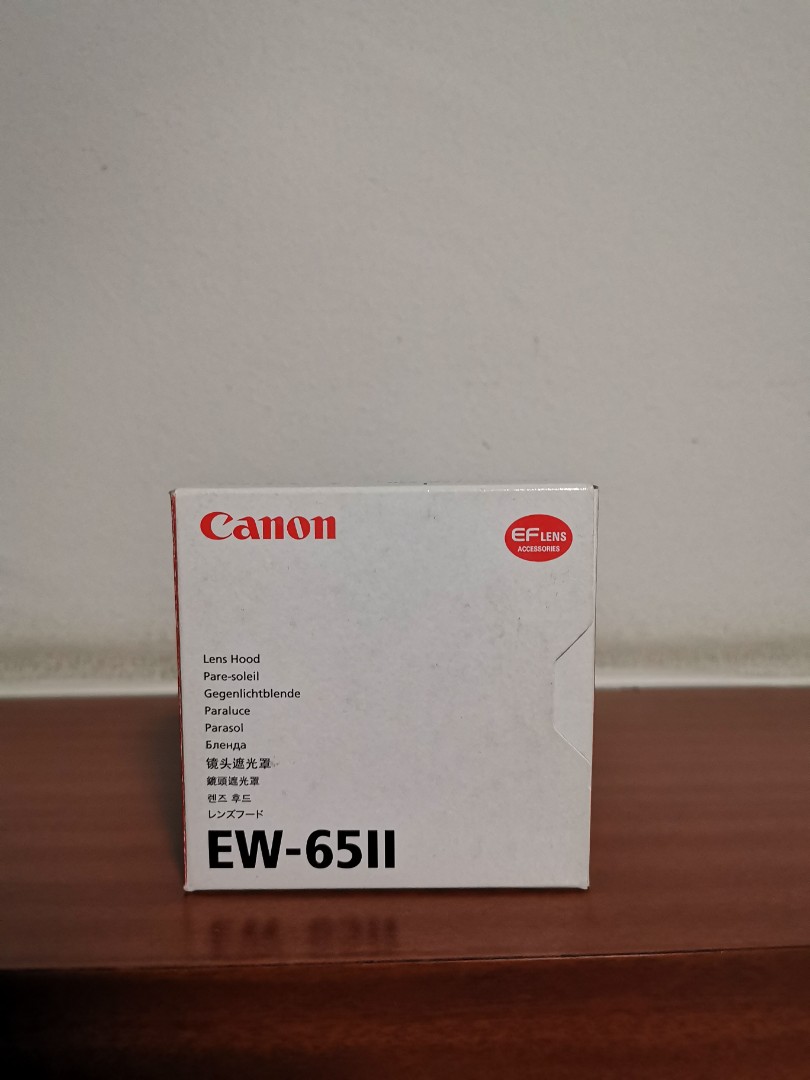 Canon
EF LENS
ACCESSORIES
Lens Hood
Pare-soleil
Gegenlichtblende
Paraluce
Parasol
Бленда
镜头遮光罩
鏡頭遮光罩
렌즈 후드
レンズフード
EW-65II